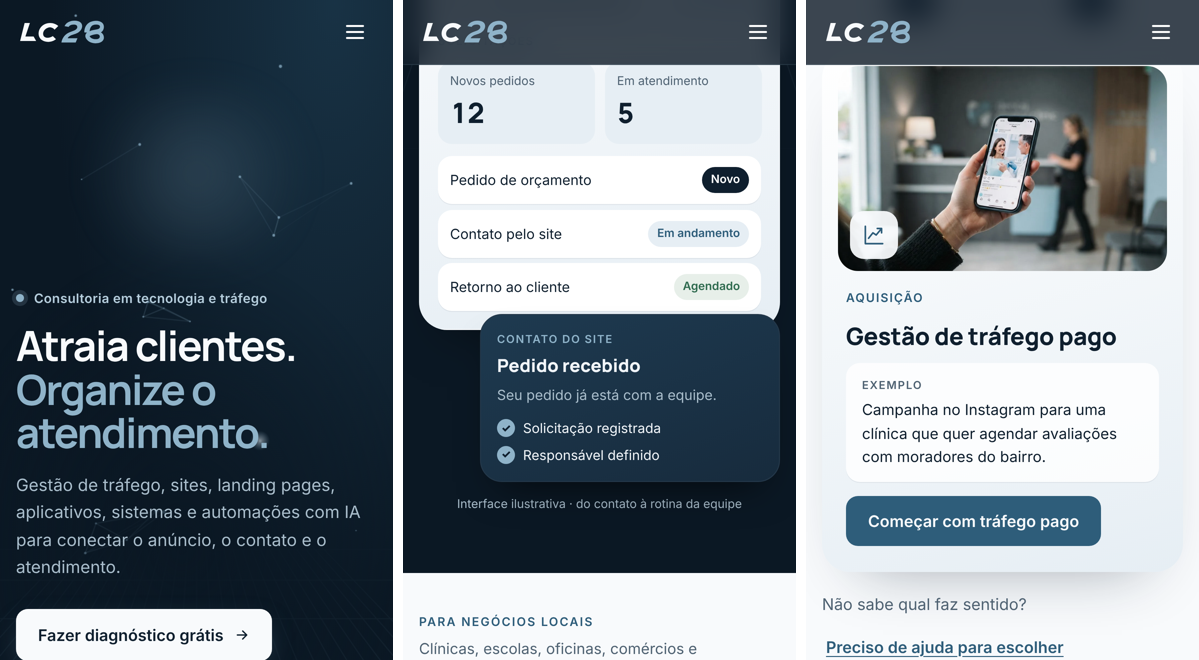 LC28
Consultoria em tecnologia e tráfego
Atraia clientes.
Organize o
atendimento.
Gestão de tráfego, sites, landing pages,
aplicativos, sistemas e automações com IA
para conectar o anúncio, o contato e o
atendimento.
Fazer diagnóstico grátis →
LC28
Novos pedidos
12
Em atendimento
5
Pedido de orçamento
Novo
Contato pelo site
Em andamento
Retorno ao cliente
Agendado
CONTATO DO SITE
Pedido recebido
Seu pedido já está com a equipe.
Solicitação registrada
Responsável definido
Interface ilustrativa · do contato à rotina da equipe
PARA NEGÓCIOS LOCAIS
Clínicas, escolas, oficinas, comércios e
LC28
AQUISIÇÃO
Gestão de tráfego pago
EXEMPLO
Campanha no Instagram para uma
clínica que quer agendar avaliações
com moradores do bairro.
Começar com tráfego pago
Não sabe qual faz sentido?
Preciso de ajuda para escolher